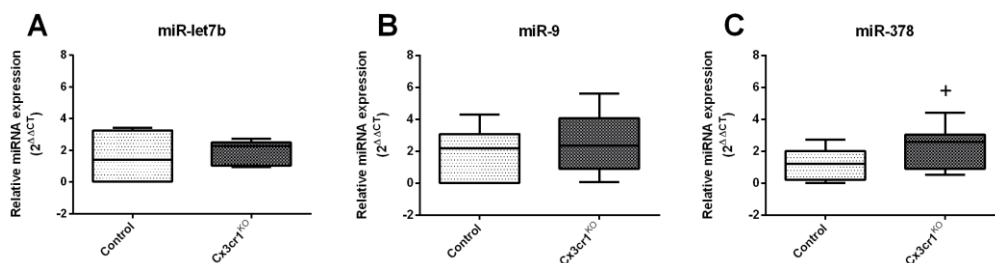 A
miR-let7b
Relative miRNA expression
(2^ΔΔCT)
8
6
4
2
0
-2
Control
Cx3cr1^KO
B
miR-9
Relative miRNA expression
(2^ΔΔCT)
8
6
4
2
0
-2
Control
Cx3cr1^KO
C
miR-378
Relative miRNA expression
(2^ΔΔCT)
8
6
4
2
0
-2
+
Control
Cx3cr1^KO